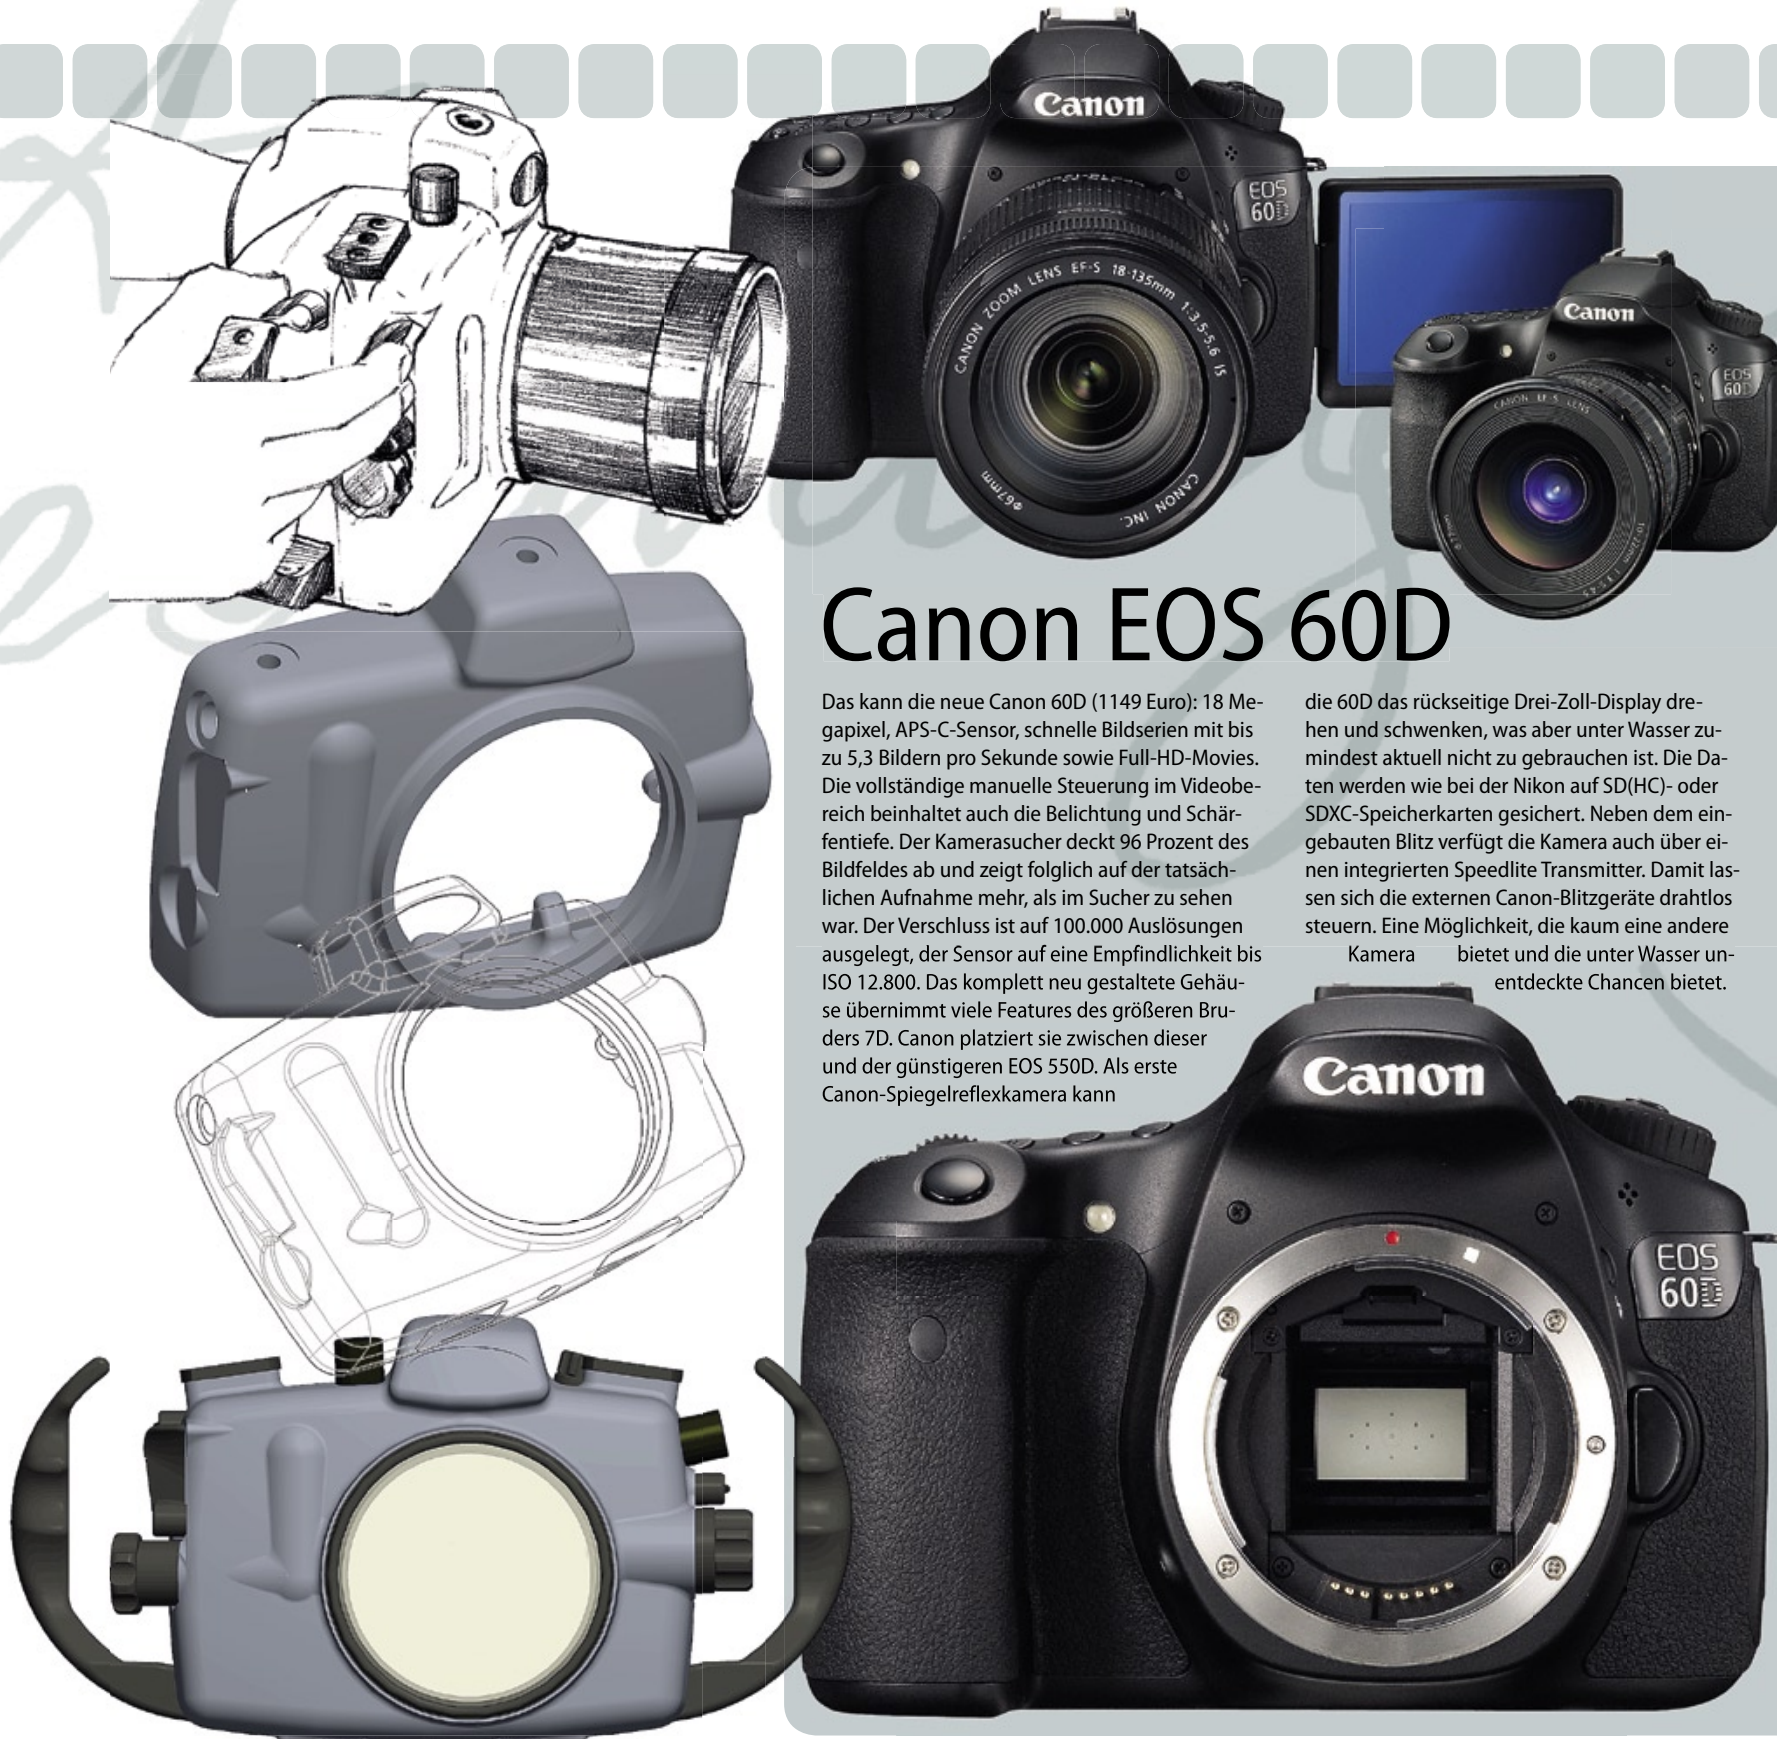 Canon
EOS
60D
CANON ZOOM LENS EF-S 18-135mm 1:3.5-5.6 IS
CANON INC.
ø67mm
Canon
EOS
60D
CANON EF-S LENS
Canon EOS 60D
Das kann die neue Canon 60D (1149 Euro): 18 Me-
gapixel, APS-C-Sensor, schnelle Bildserien mit bis
zu 5,3 Bildern pro Sekunde sowie Full-HD-Movies.
Die vollständige manuelle Steuerung im Videobe-
reich beinhaltet auch die Belichtung und Schär-
fentiefe. Der Kamerasucher deckt 96 Prozent des
Bildfeldes ab und zeigt folglich auf der tatsäch-
lichen Aufnahme mehr, als im Sucher zu sehen
war. Der Verschluss ist auf 100.000 Auslösungen
ausgelegt, der Sensor auf eine Empfindlichkeit bis
ISO 12.800. Das komplett neu gestaltete Gehäu-
se übernimmt viele Features des größeren Bru-
ders 7D. Canon platziert sie zwischen dieser
und der günstigeren EOS 550D. Als erste
Canon-Spiegelreflexkamera kann
die 60D das rückseitige Drei-Zoll-Display dre-
hen und schwenken, was aber unter Wasser zu-
mindest aktuell nicht zu gebrauchen ist. Die Da-
ten werden wie bei der Nikon auf SD(HC)- oder
SDXC-Speicherkarten gesichert. Neben dem ein-
gebauten Blitz verfügt die Kamera auch über ei-
nen integrierten Speedlite Transmitter. Damit las-
sen sich die externen Canon-Blitzgeräte drahtlos
steuern. Eine Möglichkeit, die kaum eine andere
Kamera bietet und die unter Wasser un-
entdeckte Chancen bietet.
Canon
EOS
60D